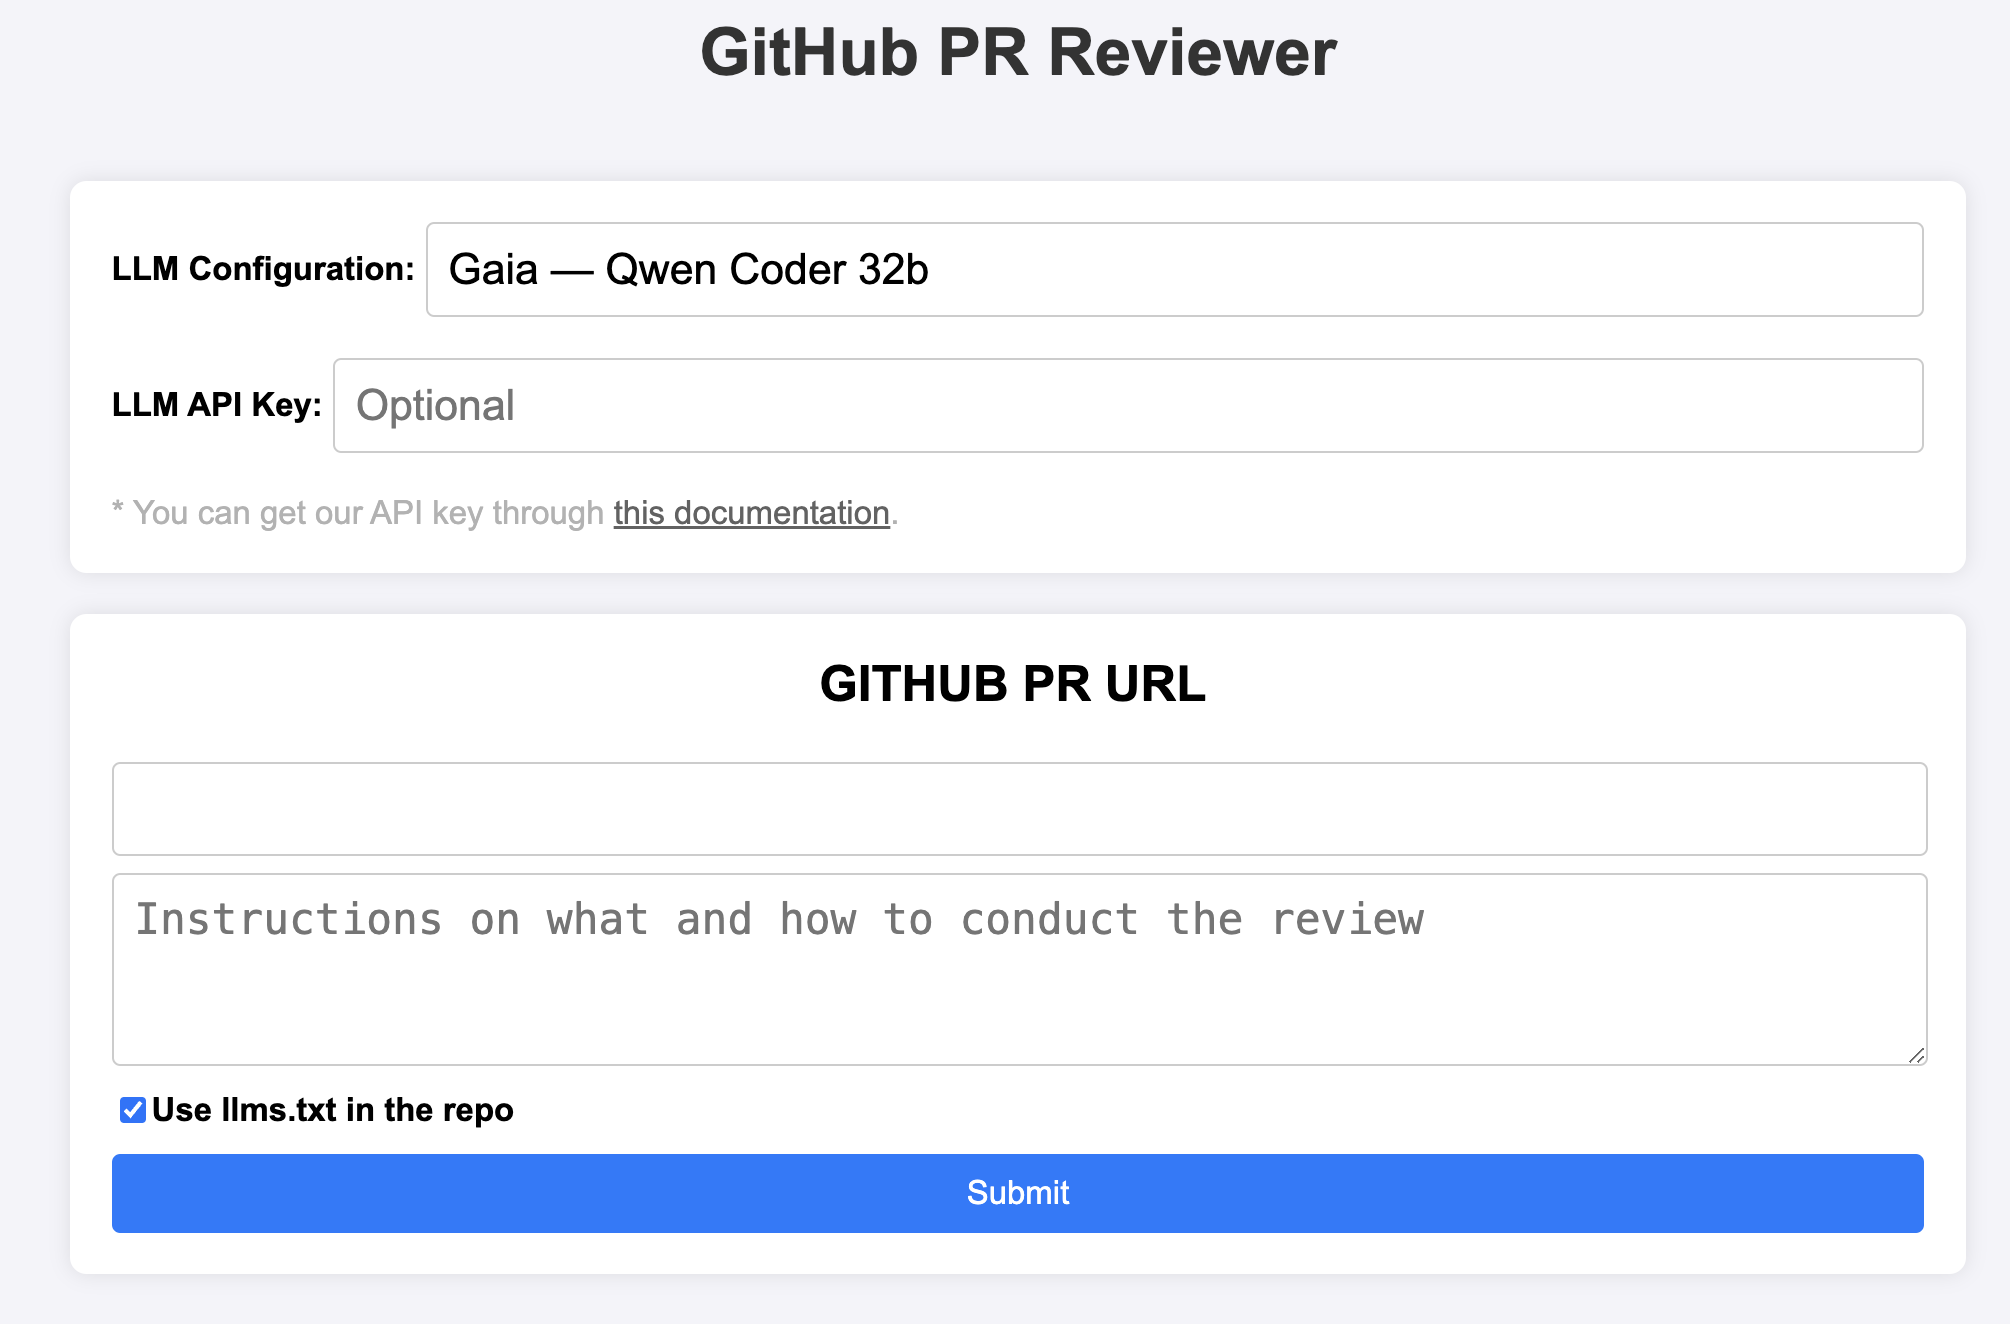 GitHub PR Reviewer
LLM Configuration: Gaia — Qwen Coder 32b
LLM API Key: Optional
* You can get our API key through this documentation.
GITHUB PR URL
Instructions on what and how to conduct the review
Use llms.txt in the repo
Submit